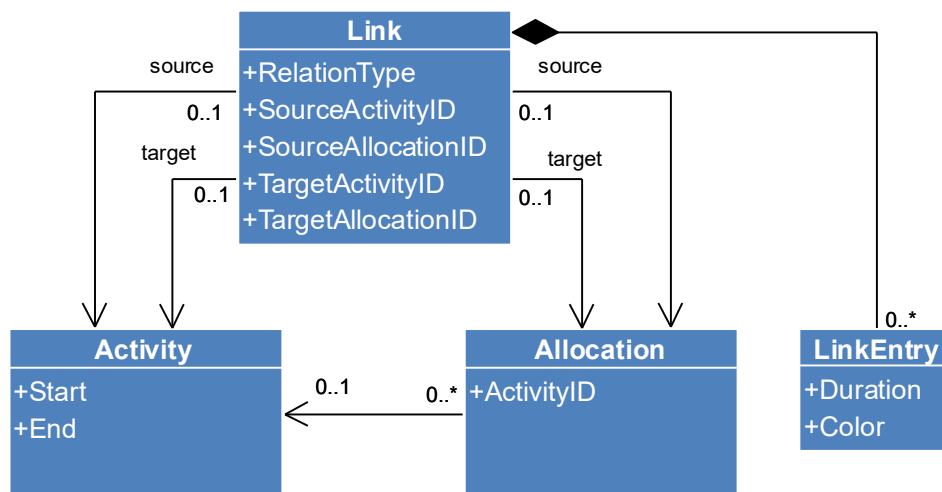 Link
source
source
+RelationType
0..1
+SourceActivityID
0..1
+SourceAllocationID
target
target
+TargetActivityID
0..1
0..1
+TargetAllocationID
0..*
Activity
Allocation
LinkEntry
+Start
0..1
0..*
+ActivityID
+Duration
+End
+Color